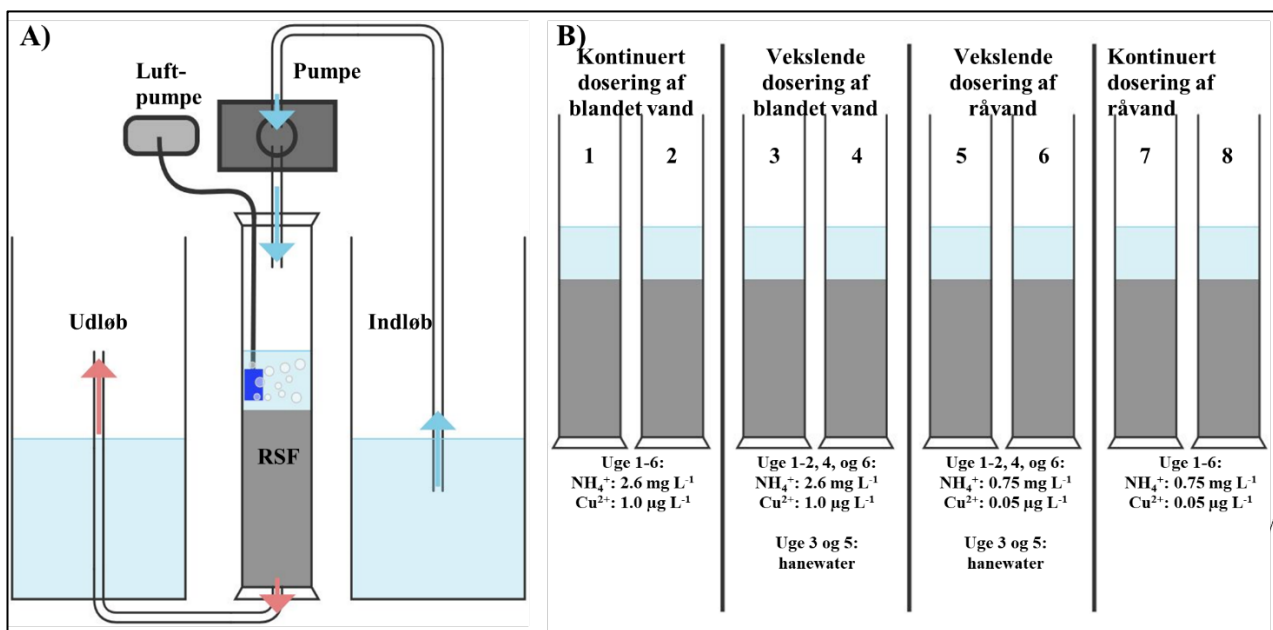 A)
Luft-
pumpe
Pumpe
Udløb
Indløb
RSF
B)
Kontinuert
dosering af
blandet vand
1 2
Uge 1-6:
NH₄⁺: 2.6 mg L⁻¹
Cu²⁺: 1.0 µg L⁻¹
Vekslende
dosering af
blandet vand
3 4
Uge 1-2, 4, og 6:
NH₄⁺: 2.6 mg L⁻¹
Cu²⁺: 1.0 µg L⁻¹
Uge 3 og 5:
hanewater
Vekslende
dosering af
råvand
5 6
Uge 1-2, 4, og 6:
NH₄⁺: 0.75 mg L⁻¹
Cu²⁺: 0.05 µg L⁻¹
Uge 3 og 5:
hanewater
Kontinuert
dosering af
råvand
7 8
Uge 1-6:
NH₄⁺: 0.75 mg L⁻¹
Cu²⁺: 0.05 µg L⁻¹